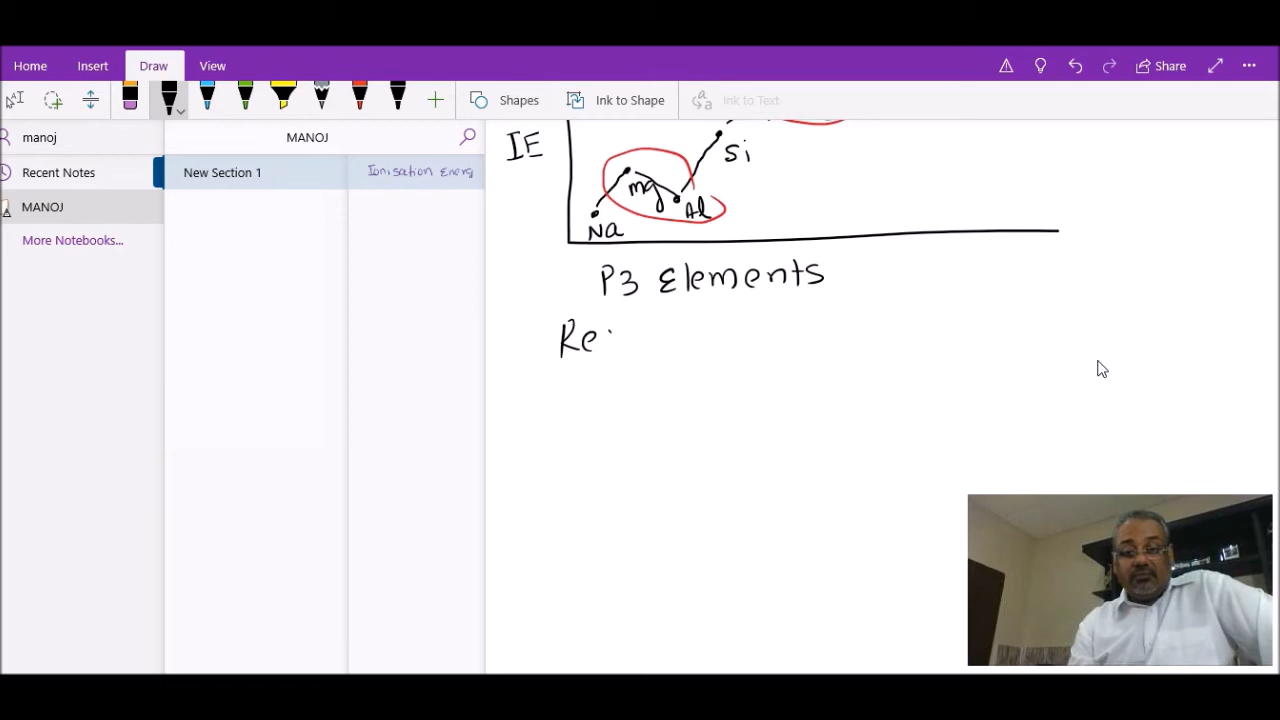 Home Insert Draw View Share
Shapes Ink to Shape Ink to Text
manoj MANOJ
Recent Notes New Section 1 Ionisation Energ
MANOJ
More Notebooks...
IE
Si
mg
Al
Na
P3 Elements
Re